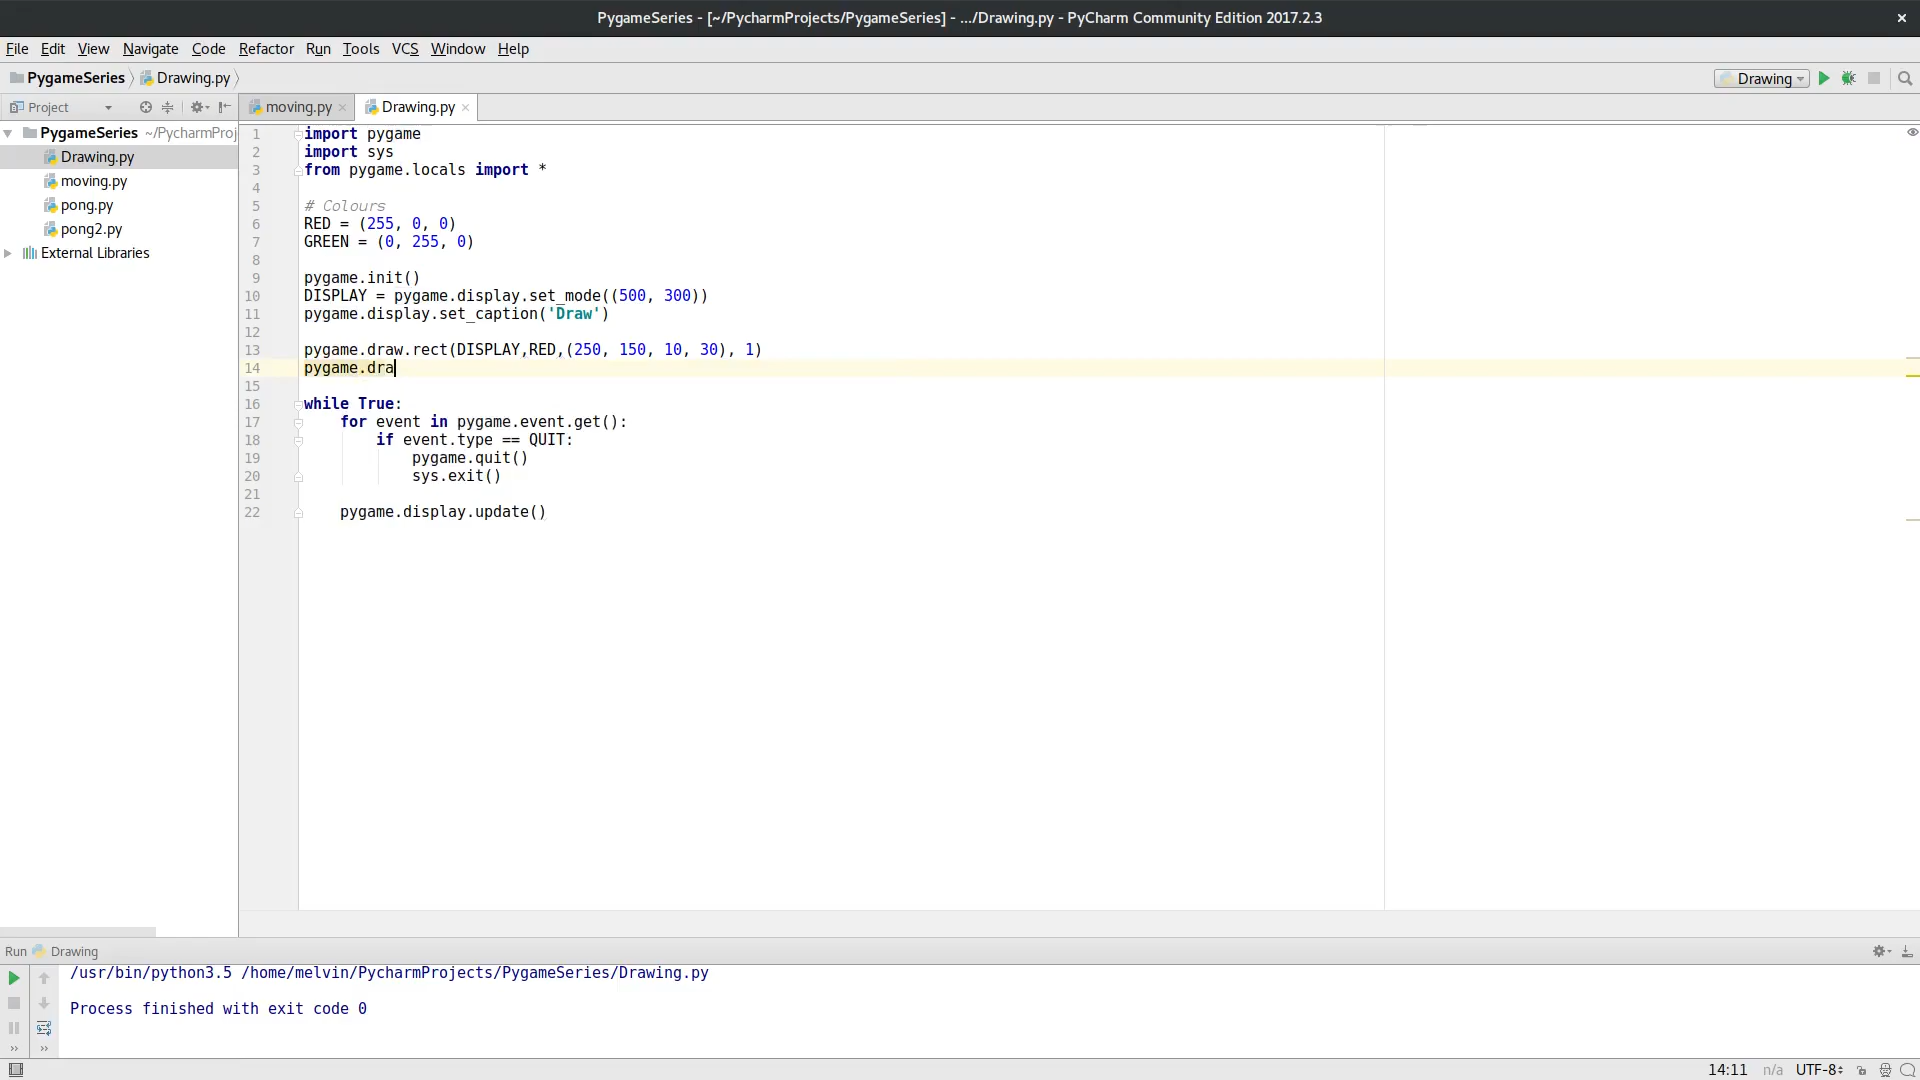 PygameSeries - [~/PycharmProjects/PygameSeries] - .../Drawing.py - PyCharm Community Edition 2017.2.3
File Edit View Navigate Code Refactor Run Tools VCS Window Help
PygameSeries Drawing.py
Drawing
Project
moving.py
Drawing.py
PygameSeries ~/PycharmProj
Drawing.py
moving.py
pong.py
pong2.py
External Libraries
1 import pygame
2 import sys
3 from pygame.locals import *
4
5 # Colours
6 RED = (255, 0, 0)
7 GREEN = (0, 255, 0)
8
9 pygame.init()
10 DISPLAY = pygame.display.set_mode((500, 300))
11 pygame.display.set_caption('Draw')
12
13 pygame.draw.rect(DISPLAY,RED,(250, 150, 10, 30), 1)
14 pygame.dra
15
16 while True:
17 for event in pygame.event.get():
18 if event.type == QUIT:
19 pygame.quit()
20 sys.exit()
21
22 pygame.display.update()
Run Drawing
/usr/bin/python3.5 /home/melvin/PycharmProjects/PygameSeries/Drawing.py
Process finished with exit code 0
14:11 n/a UTF-8